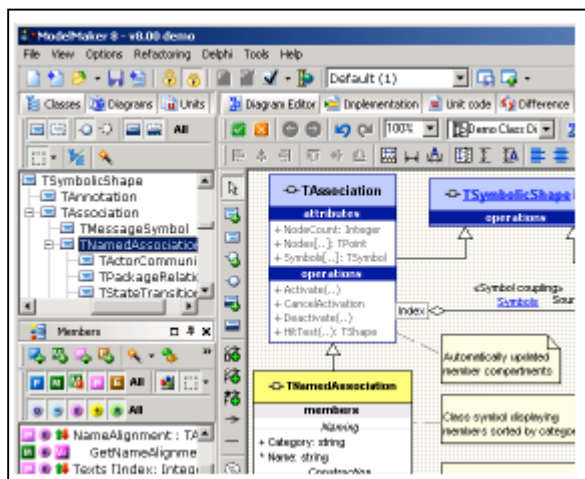 ModelMaker 8 - v8.00 demo
File View Options Refactoring Delphi Tools Help
Default (1)
Classes Diagrams Units
Diagram Editor Implementation Unit code Difference
All
100%
Demo Class Di
TSymbolicShape
TAnnotation
TAssociation
TMessageSymbol
TNamedAssociation
TActorCommuni
TPackageRelatic
TStateTransition
Members
All
All
NameAlignment : TA
GetNameAlignme
Texts [Index: Integ
TAssociation
attributes
+ NodeCount: Integer
+ Nodes[..]: TPoint
+ Symbols[..]: TSymbol
operations
+ Activate(..)
+ CancelActivation
+ Deactivate(..)
+ HitTest(..): TShape
TSymbolicShape
operations
«Symbol coupling»
Symbols
Sour
Index
Automatically updated
member compartments
TNamedAssociation
members
Naming
+ Category: string
* Name: string
Construction
Class symbol displaying
members sorted by catego